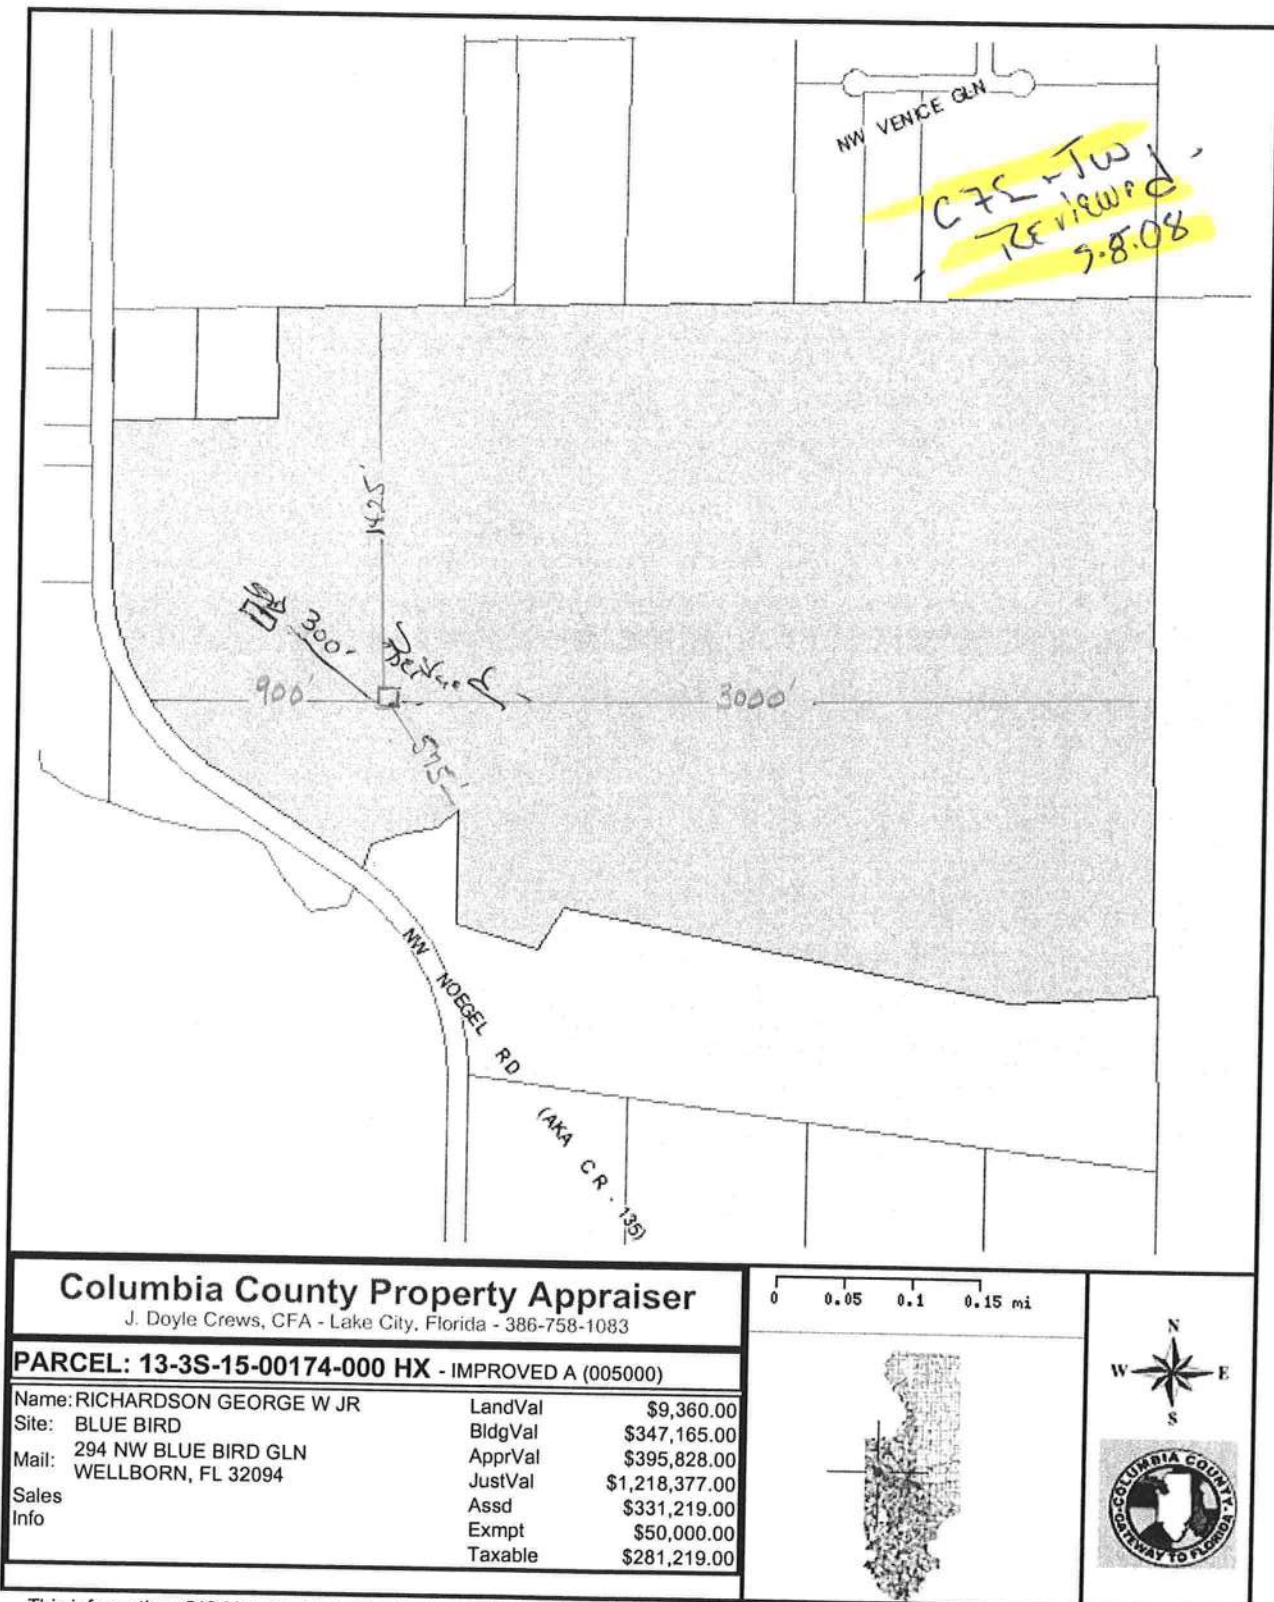 NW VENICE GLN
Reviewed
9.8.08
1425'
300'
900'
3000'
575'
NW NOEGEL RD
(AKA CR - 135)
Columbia County Property Appraiser
J. Doyle Crews, CFA - Lake City, Florida - 386-758-1083
PARCEL: 13-3S-15-00174-000 HX - IMPROVED A (005000)
Name: RICHARDSON GEORGE W JR
Site: BLUE BIRD
Mail: 294 NW BLUE BIRD GLN
WELLBORN, FL 32094
Sales
Info
LandVal $9,360.00
BldgVal $347,165.00
ApprVal $395,828.00
JustVal $1,218,377.00
Assd $331,219.00
Exmpt $50,000.00
Taxable $281,219.00
0 0.05 0.1 0.15 mi
N
W E
S
COLUMBIA COUNTY
GATEWAY TO FLORIDA